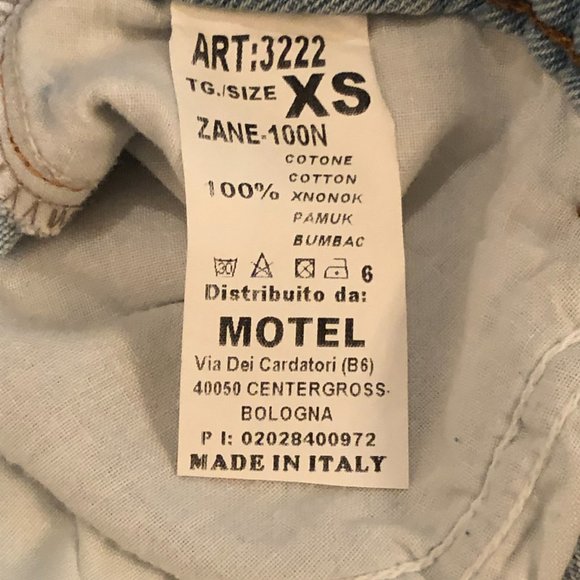 ART:3222
TG./SIZE XS
ZANE-100N
COTONE
COTTON
100% XNONOK
PAMUK
BUMBAC
30 6
Distribuito da:
MOTEL
Via Dei Cardatori (B6)
40050 CENTERGROSS-
BOLOGNA
P I: 02028400972
MADE IN ITALY